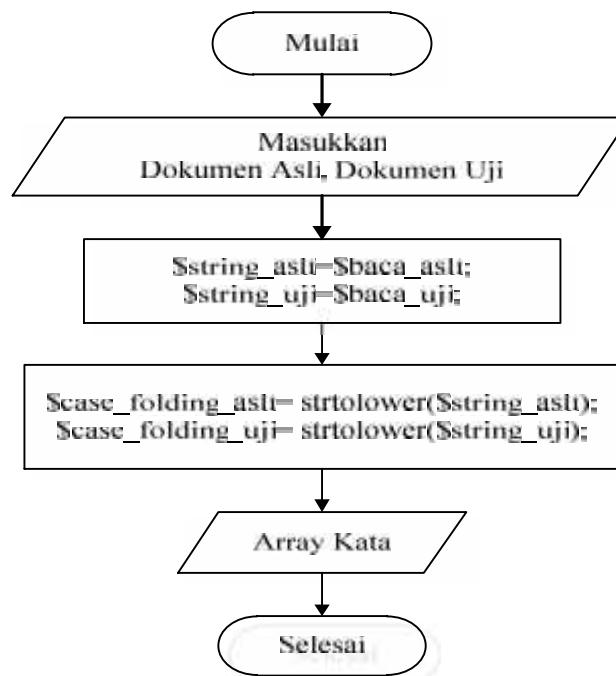 Mulai
Masukkan
Dokumen Asli, Dokumen Uji
$string_asli=$baca_asli;
$string_uji=$baca_uji;
$case_folding_asli= strtolower($string_asli);
$case_folding_uji= strtolower($string_uji);
Array Kata
Selesai